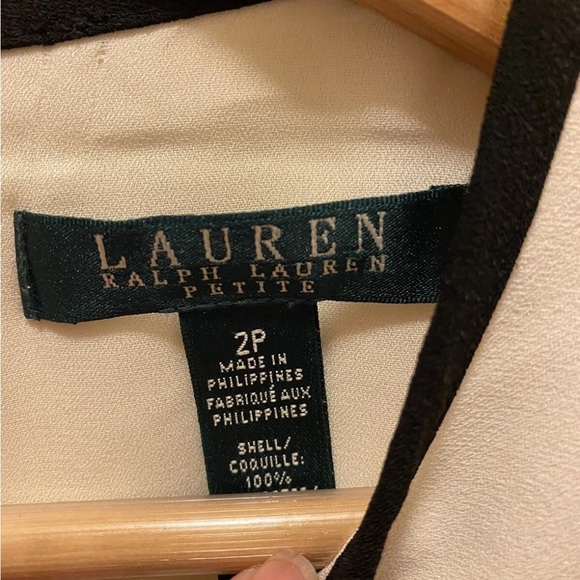 LAUREN
RALPH LAUREN
PETITE
2P
MADE IN
PHILIPPINES
FABRIQUÉ AUX
PHILIPPINES
SHELL/
COQUILLE:
100%